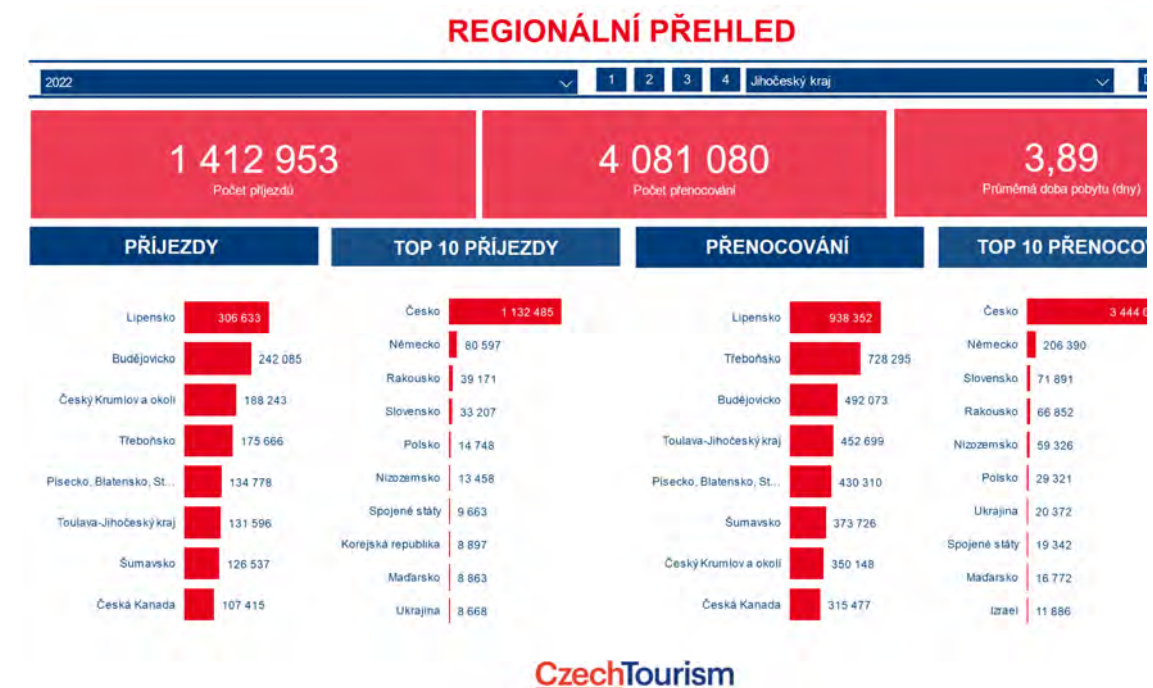 REGIONÁLNÍ PŘEHLED
2022
1 2 3 4 Jihočeský kraj
1 412 953
Počet příjezdů
4 081 080
Počet přenocování
3,89
Průměrná doba pobytu (dny)
PŘÍJEZDY
Lipensko 306 633
Budějovicko 242 085
Český Krumlov a okolí 188 243
Třeboňsko 175 666
Písecko, Blatensko, St... 134 778
Toulava-Jihočeský kraj 131 596
Šumavsko 126 537
Česká Kanada 107 415
TOP 10 PŘÍJEZDY
Česko 1 132 485
Německo 80 597
Rakousko 39 171
Slovensko 33 207
Polsko 14 748
Nizozemsko 13 458
Spojené státy 9 663
Korejská republika 8 897
Maďarsko 8 863
Ukrajina 8 668
PŘENOCOVÁNÍ
Lipensko 938 352
Třeboňsko 728 295
Budějovicko 492 073
Toulava-Jihočeský kraj 452 699
Písecko, Blatensko, St... 430 310
Šumavsko 373 726
Český Krumlov a okolí 350 148
Česká Kanada 315 477
TOP 10
Česko
Německo 206 390
Slovensko 71 891
Rakousko 66 852
Nizozemsko 59 326
Polsko 29 321
Ukrajina 20 372
Spojené státy 19 342
Maďarsko 16 772
Izrael 11 886
CzechTourism